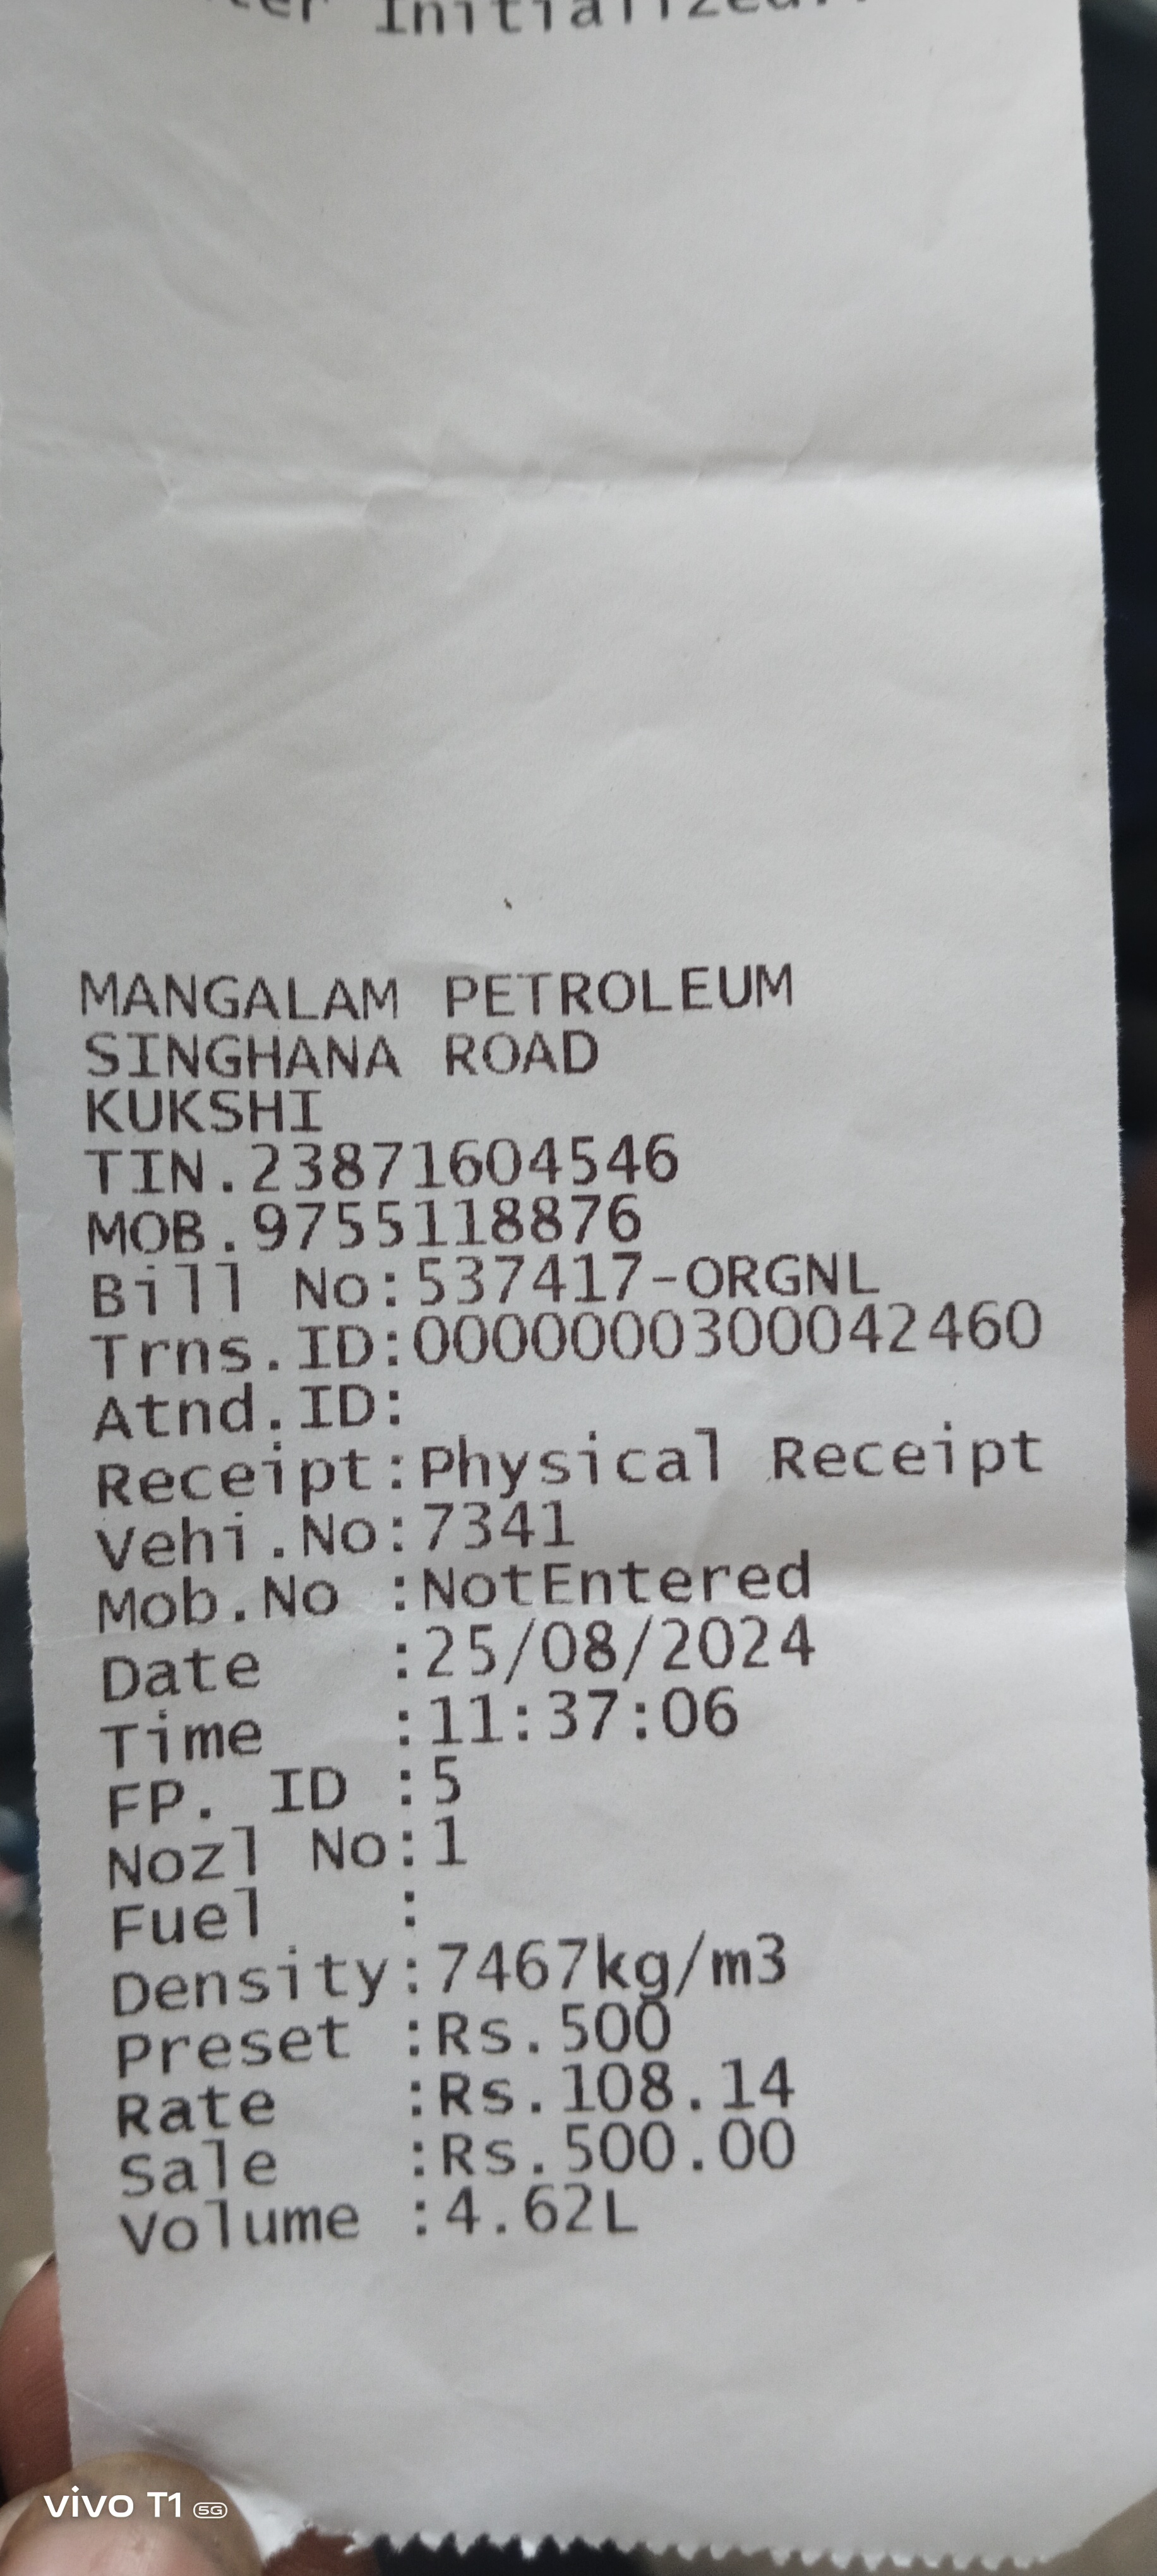 Initialized..
MANGALAM PETROLEUM
SINGHANA ROAD
KUKSHI
TIN.23871604546
MOB.9755118876
Bill No:537417-ORGNL
Trns.ID:0000000300042460
Atnd.ID:
Receipt:Physical Receipt
Vehi.No:7341
Mob.No :NotEntered
Date :25/08/2024
Time :11:37:06
FP. ID :5
Nozl No:1
Fuel :
Density:7467kg/m3
Preset :Rs.500
Rate :Rs.108.14
Sale :Rs.500.00
Volume :4.62L
vivo T1 5G